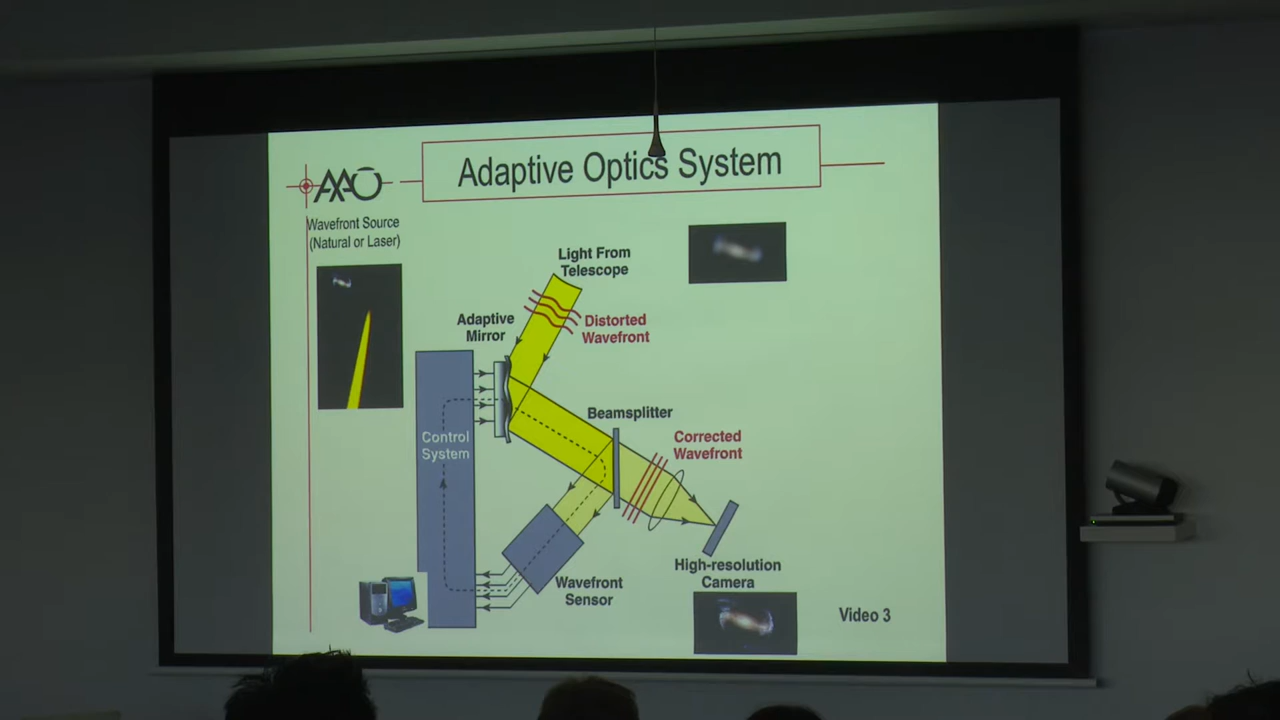 Adaptive Optics System
AAO
Wavefront Source
(Natural or Laser)
Light From
Telescope
Adaptive
Mirror
Distorted
Wavefront
Beamsplitter
Control
System
Corrected
Wavefront
High-resolution
Camera
Wavefront
Sensor
Video 3